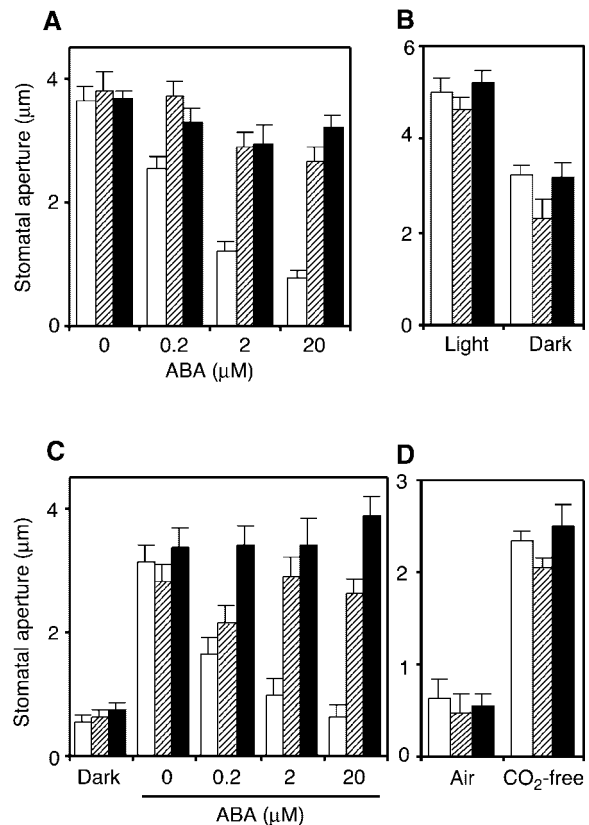 A
Stomatal aperture (μm)
4
2
0
0 0.2 2 20
ABA (μM)
B
6
4
2
0
Light Dark
C
Stomatal aperture (μm)
4
2
0
Dark 0 0.2 2 20
ABA (μM)
D
3
2
1
0
Air CO₂-free